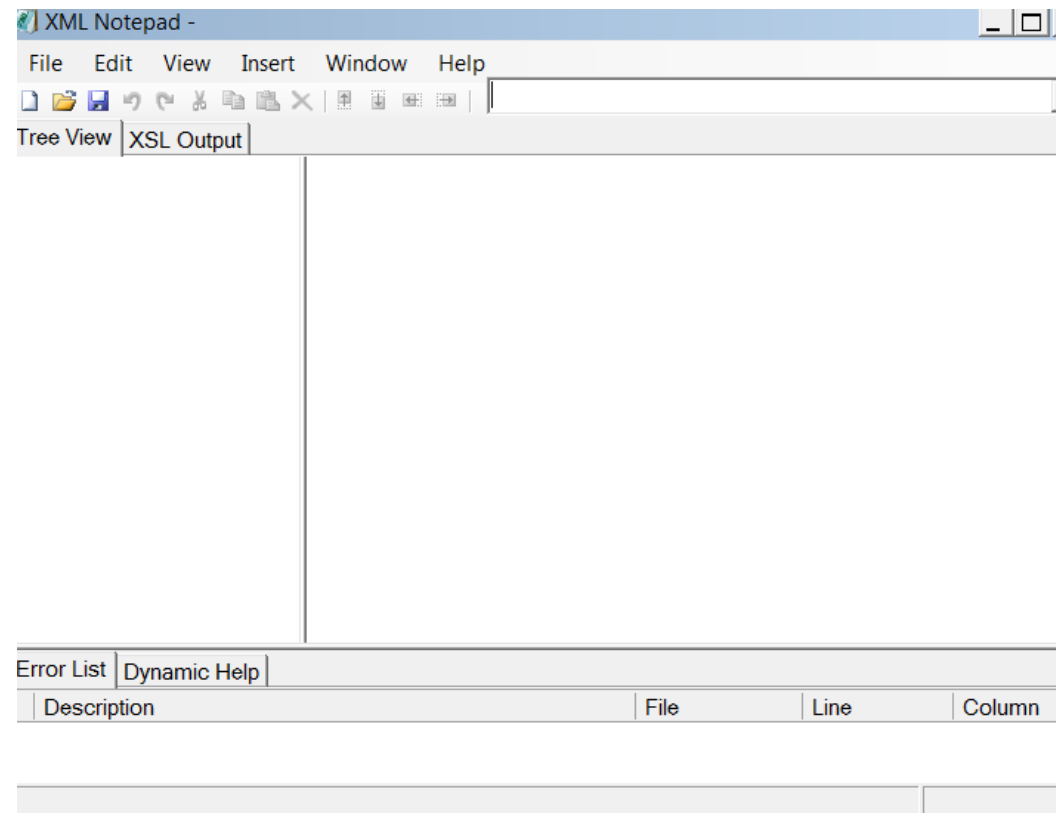 XML Notepad -
File Edit View Insert Window Help
Tree View XSL Output
Error List Dynamic Help
Description File Line Column